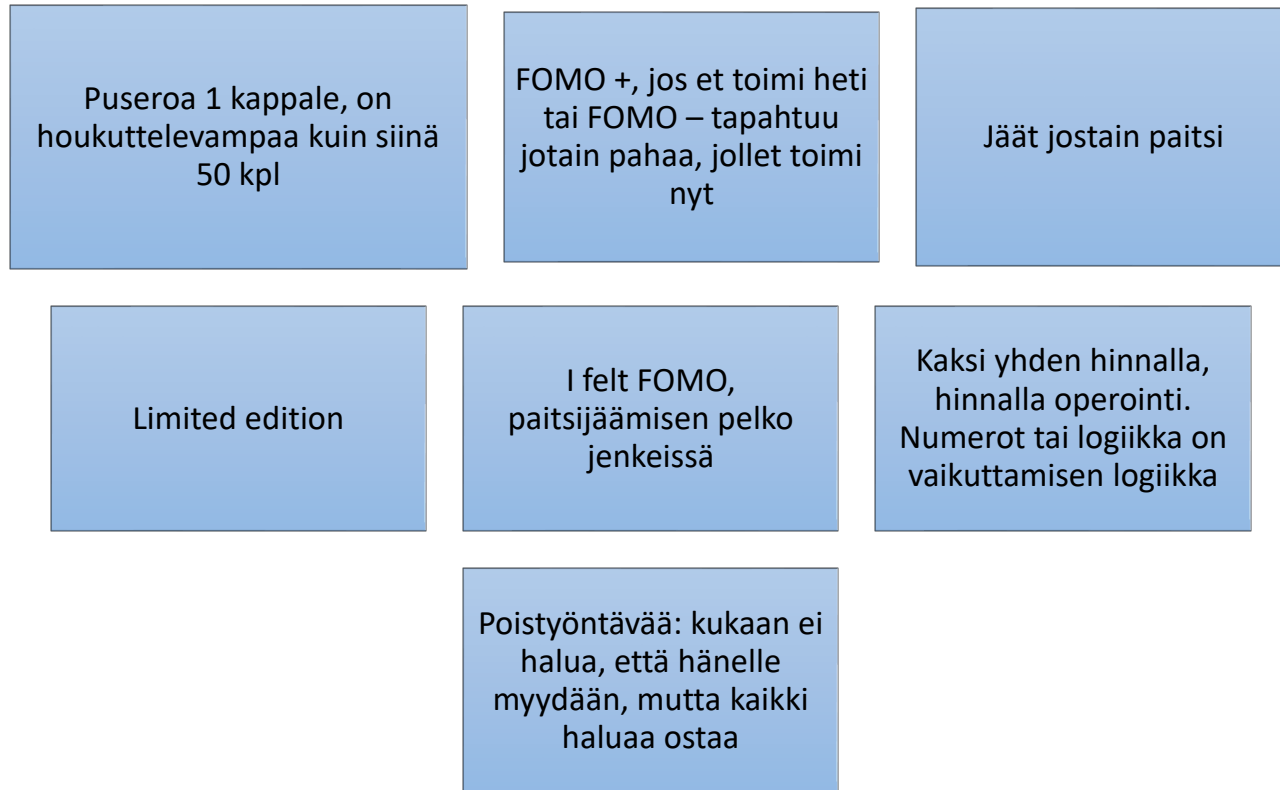 Puseroa 1 kappale, on
houkuttelevampaa kuin siinä
50 kpl
FOMO +, jos et toimi heti
tai FOMO – tapahtuu
jotain pahaa, jollet toimi
nyt
Jäät jostain paitsi
Limited edition
I felt FOMO,
paitsijäämisen pelko
jenkeissä
Kaksi yhden hinnalla,
hinnalla operointi.
Numerot tai logiikka on
vaikuttamisen logiikka
Poistyöntävää: kukaan ei
halua, että hänelle
myydään, mutta kaikki
haluaa ostaa